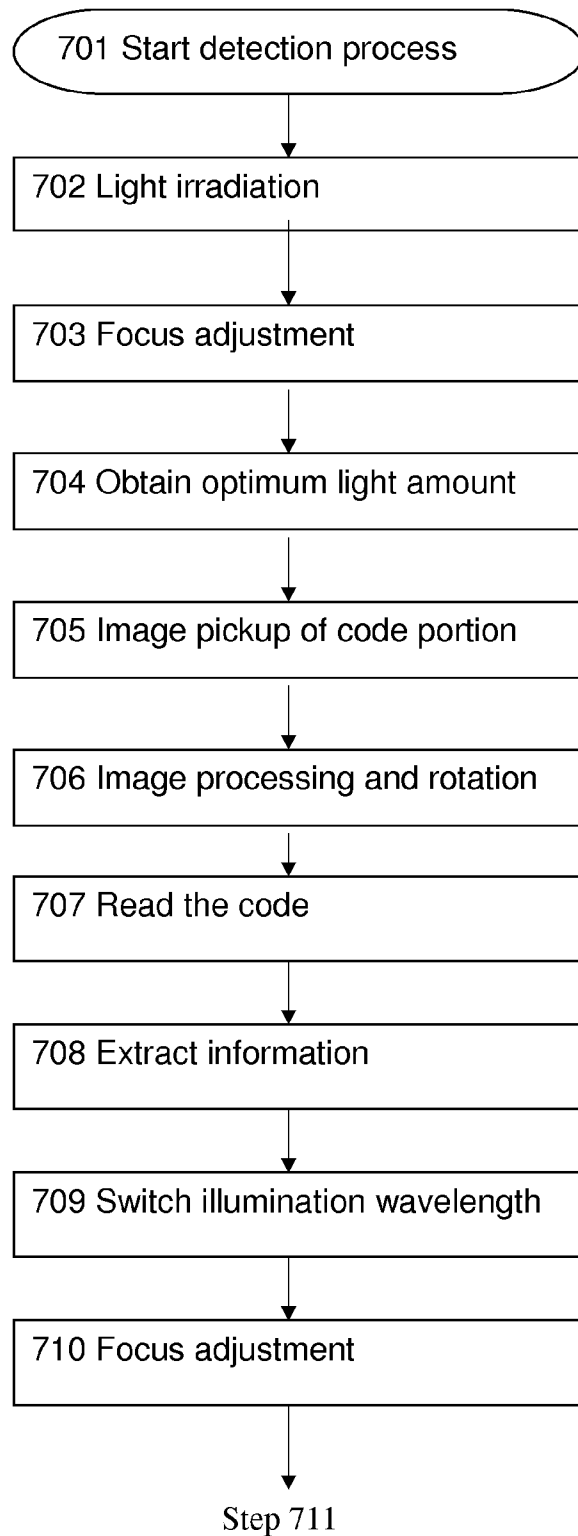 701 Start detection process
702 Light irradiation
703 Focus adjustment
704 Obtain optimum light amount
705 Image pickup of code portion
706 Image processing and rotation
707 Read the code
708 Extract information
709 Switch illumination wavelength
710 Focus adjustment
Step 711